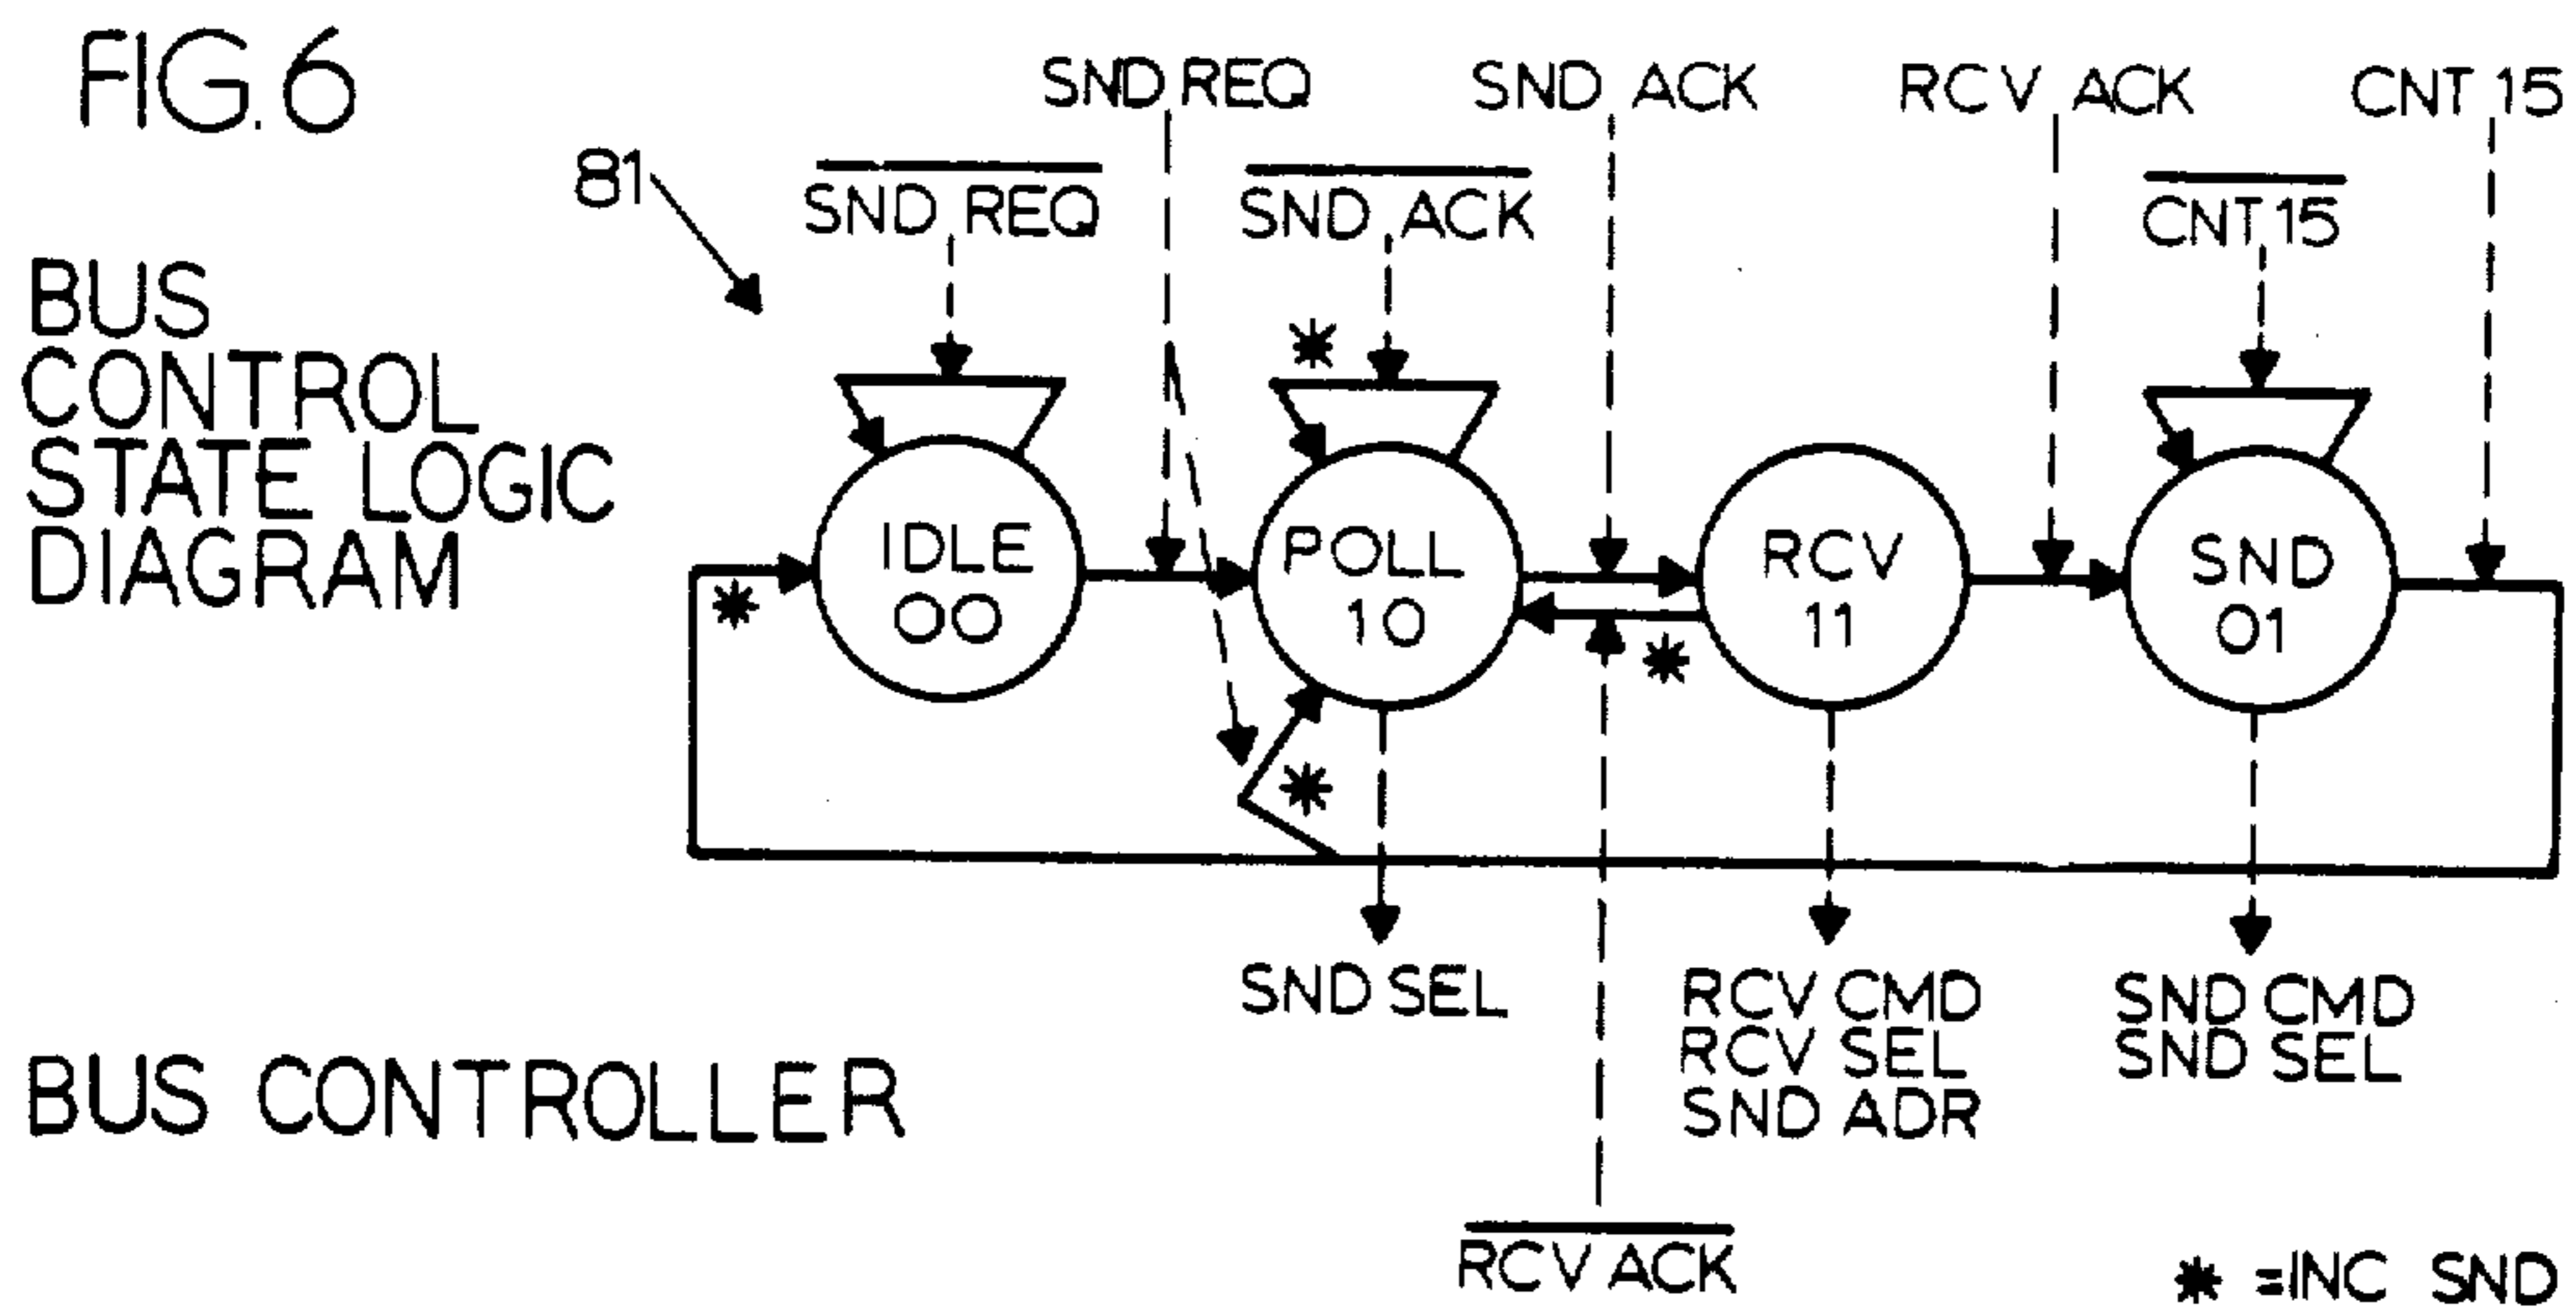 FIG. 6
SND REQ
SND ACK
RCV ACK
CNT 15
81
SND REQ
SND ACK
CNT 15
BUS
CONTROL
STATE LOGIC
DIAGRAM
*
IDLE
00
POLL
10
RCV
11
SND
01
*
*
*
SND SEL
RCV CMD
RCV SEL
SND ADR
SND CMD
SND SEL
BUS CONTROLLER
RCV ACK
* = INC SND